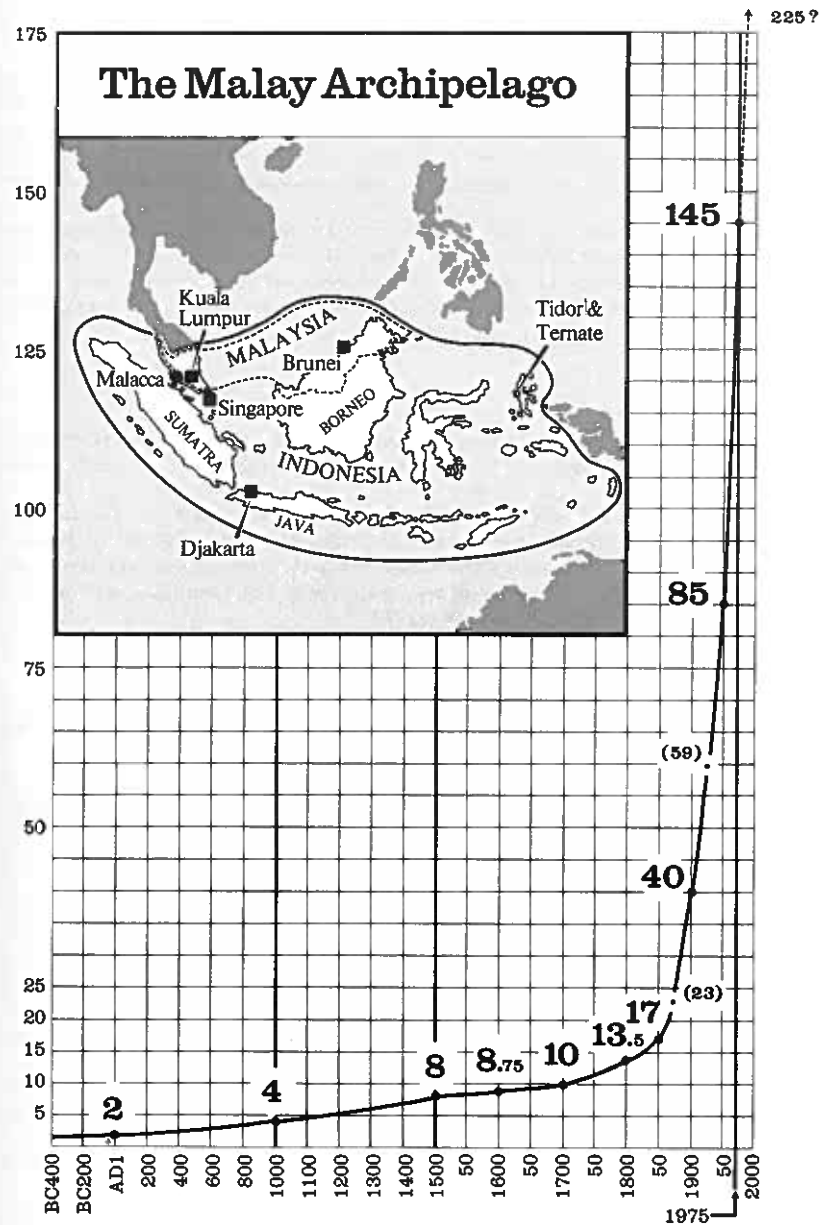 225?
175
The Malay Archipelago
150
145
Kuala
Lumpur
Tidor &
Ternate
MALAYSIA
125
Brunei
Malacca
Singapore
BORNEO
SUMATRA
INDONESIA
100
JAVA
Djakarta
85
75
(59)
50
40
25
(23)
20
17
15
13.5
10
8
8.75
10
4
5
2
BC400
BC200
AD1
200
400
600
800
1000
1100
1200
1300
1400
1500
50
1600
50
1700
50
1800
50
1900
50
2000
1975